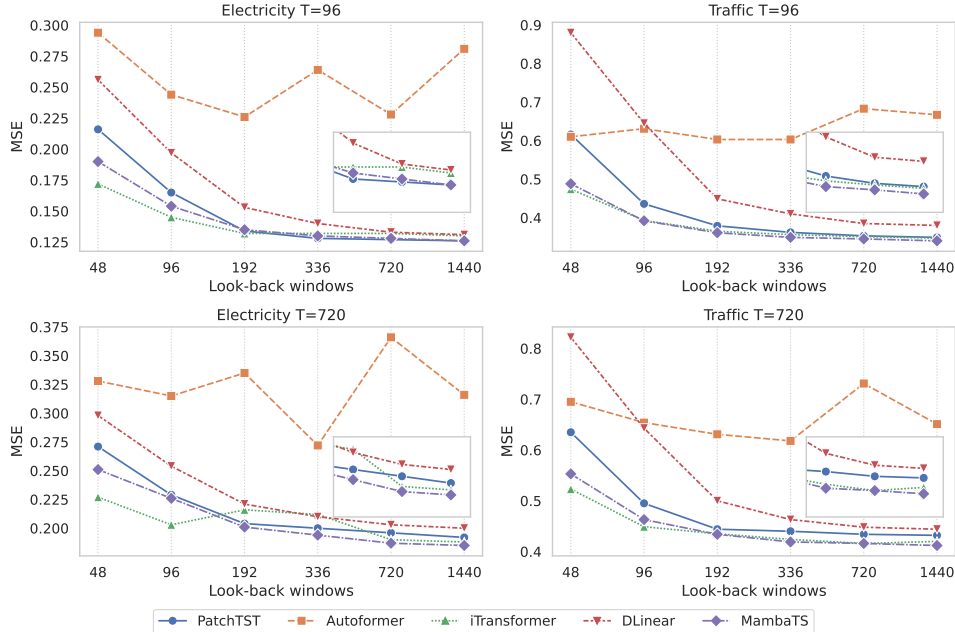 Electricity T=96
MSE
0.300
0.275
0.250
0.225
0.200
0.175
0.150
0.125
48 96 192 336 720 1440
Look-back windows
Traffic T=96
MSE
0.9
0.8
0.7
0.6
0.5
0.4
48 96 192 336 720 1440
Look-back windows
Electricity T=720
MSE
0.375
0.350
0.325
0.300
0.275
0.250
0.225
0.200
48 96 192 336 720 1440
Look-back windows
Traffic T=720
MSE
0.8
0.7
0.6
0.5
0.4
48 96 192 336 720 1440
Look-back windows
PatchTST Autoformer iTransformer DLinear MambaTS